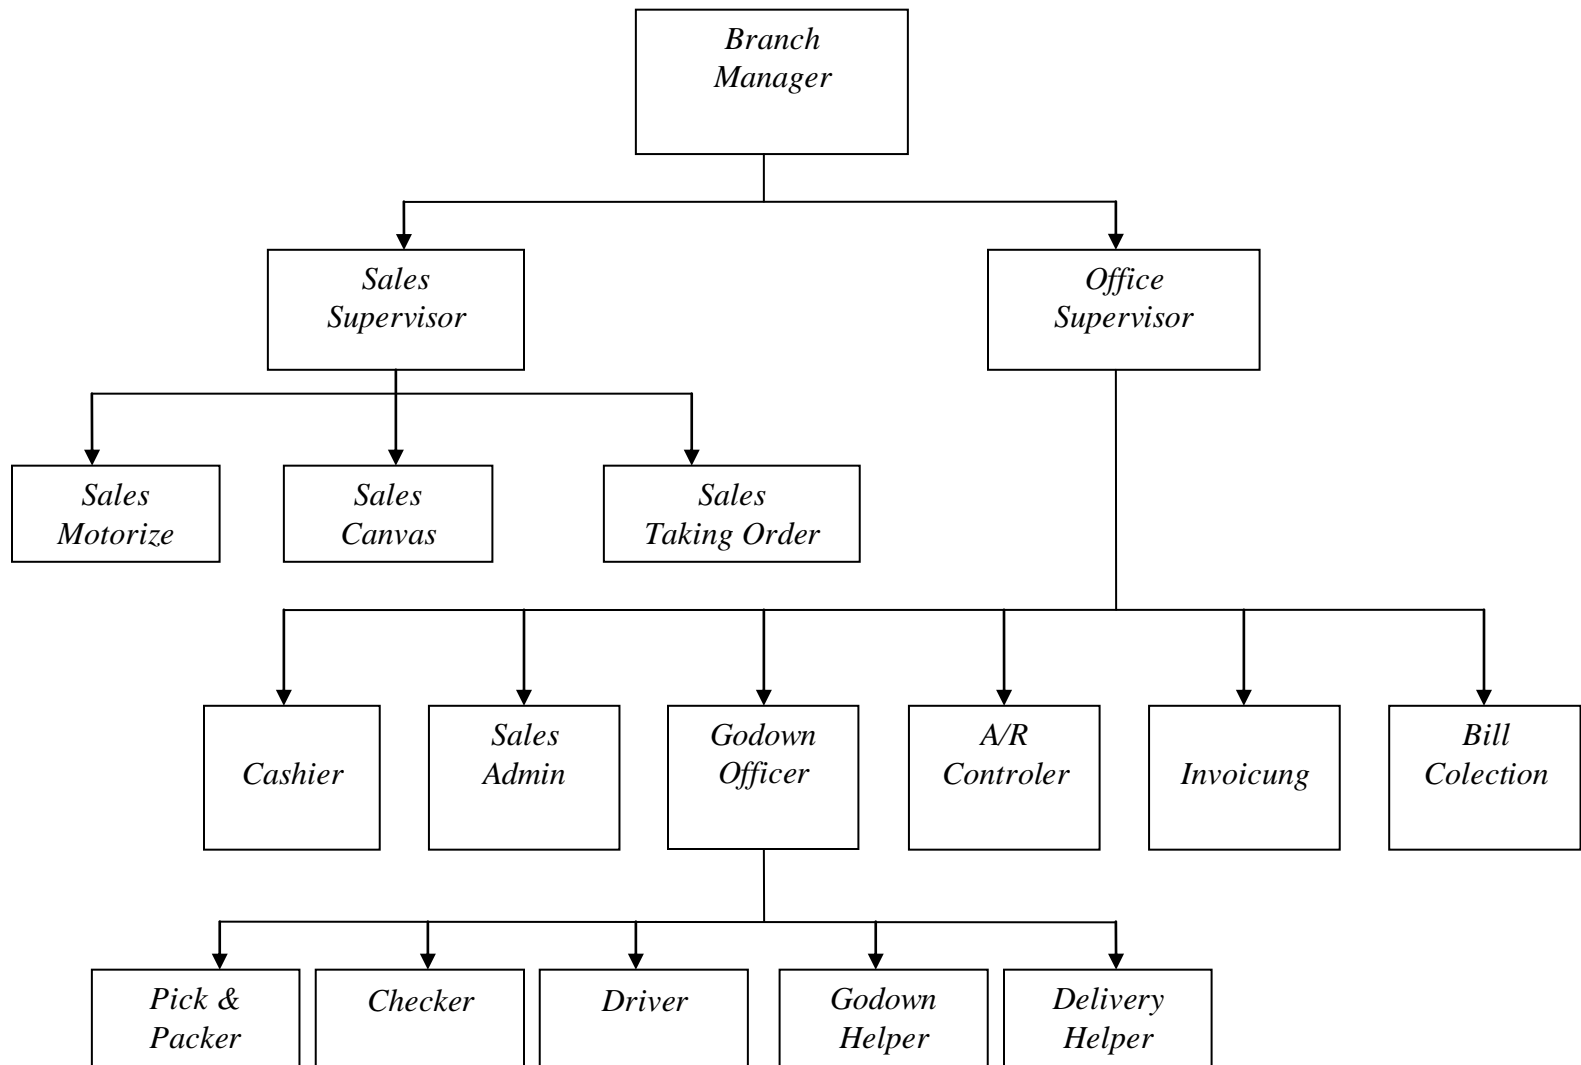 Branch
Manager
Sales
Supervisor
Office
Supervisor
Sales
Motorize
Sales
Canvas
Sales
Taking Order
Cashier
Sales
Admin
Godown
Officer
A/R
Controler
Invoicung
Bill
Colection
Pick &
Packer
Checker
Driver
Godown
Helper
Delivery
Helper